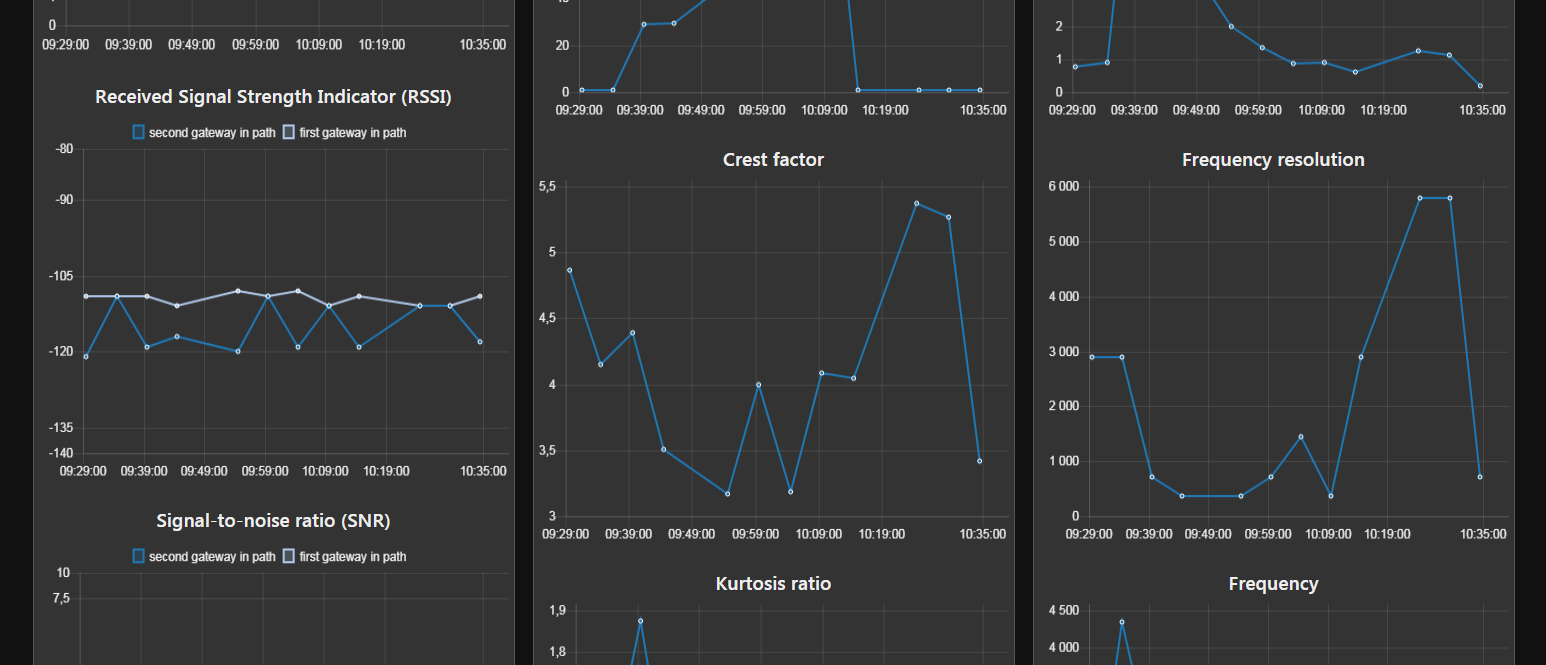 0
09:29:00 09:39:00 09:49:00 09:59:00 10:09:00 10:19:00 10:35:00
Received Signal Strength Indicator (RSSI)
second gateway in path first gateway in path
-80
-90
-105
-120
-135
-140
09:29:00 09:39:00 09:49:00 09:59:00 10:09:00 10:19:00 10:35:00
Signal-to-noise ratio (SNR)
second gateway in path first gateway in path
10
7,5
20
0
09:29:00 09:39:00 09:49:00 09:59:00 10:09:00 10:19:00 10:35:00
Crest factor
5,5
5
4,5
4
3,5
3
09:29:00 09:39:00 09:49:00 09:59:00 10:09:00 10:19:00 10:35:00
Kurtosis ratio
1,9
1,8
2
1
0
09:29:00 09:39:00 09:49:00 09:59:00 10:09:00 10:19:00 10:35:00
Frequency resolution
6 000
5 000
4 000
3 000
2 000
1 000
0
09:29:00 09:39:00 09:49:00 09:59:00 10:09:00 10:19:00 10:35:00
Frequency
4 500
4 000